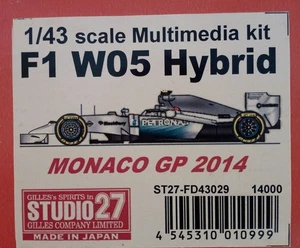 1/43 scale Multimedia kit
F1 W05 Hybrid
PETRONAS
MONACO GP 2014
GILLES'S SPIRITS in
STUDIO27
GILLES COMPANY LIMITED
MADE IN JAPAN
ST27-FD43029 14000
4 545310 010999